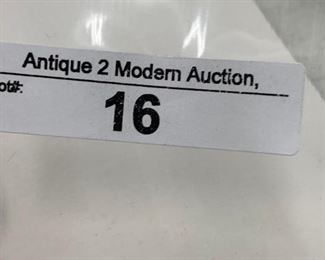 Antique 2 Modern Auction,
ot#: 16